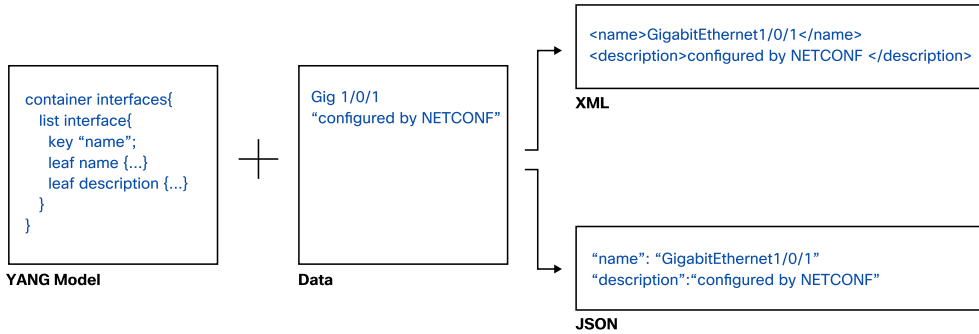 container interfaces{
list interface{
key “name”;
leaf name {...}
leaf description {...}
}
}
YANG Model
Gig 1/0/1
“configured by NETCONF”
Data
<name>GigabitEthernet1/0/1</name>
<description>configured by NETCONF </description>
XML
“name”: “GigabitEthernet1/0/1”
“description”:“configured by NETCONF”
JSON